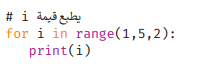 # i يطبع قيمة
for i in range(1,5,2):
    print(i)